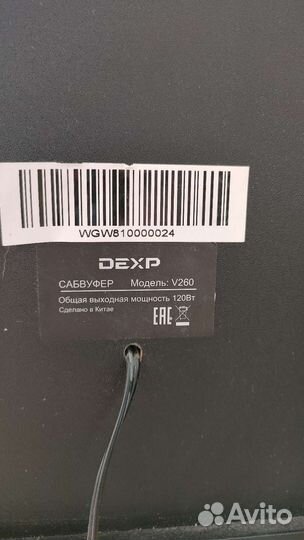 WGW810000024
DEXP
САБВУФЕР Модель: V260
Общая выходная мощность 120Вт
Сделано в Китае
EAC
Avito